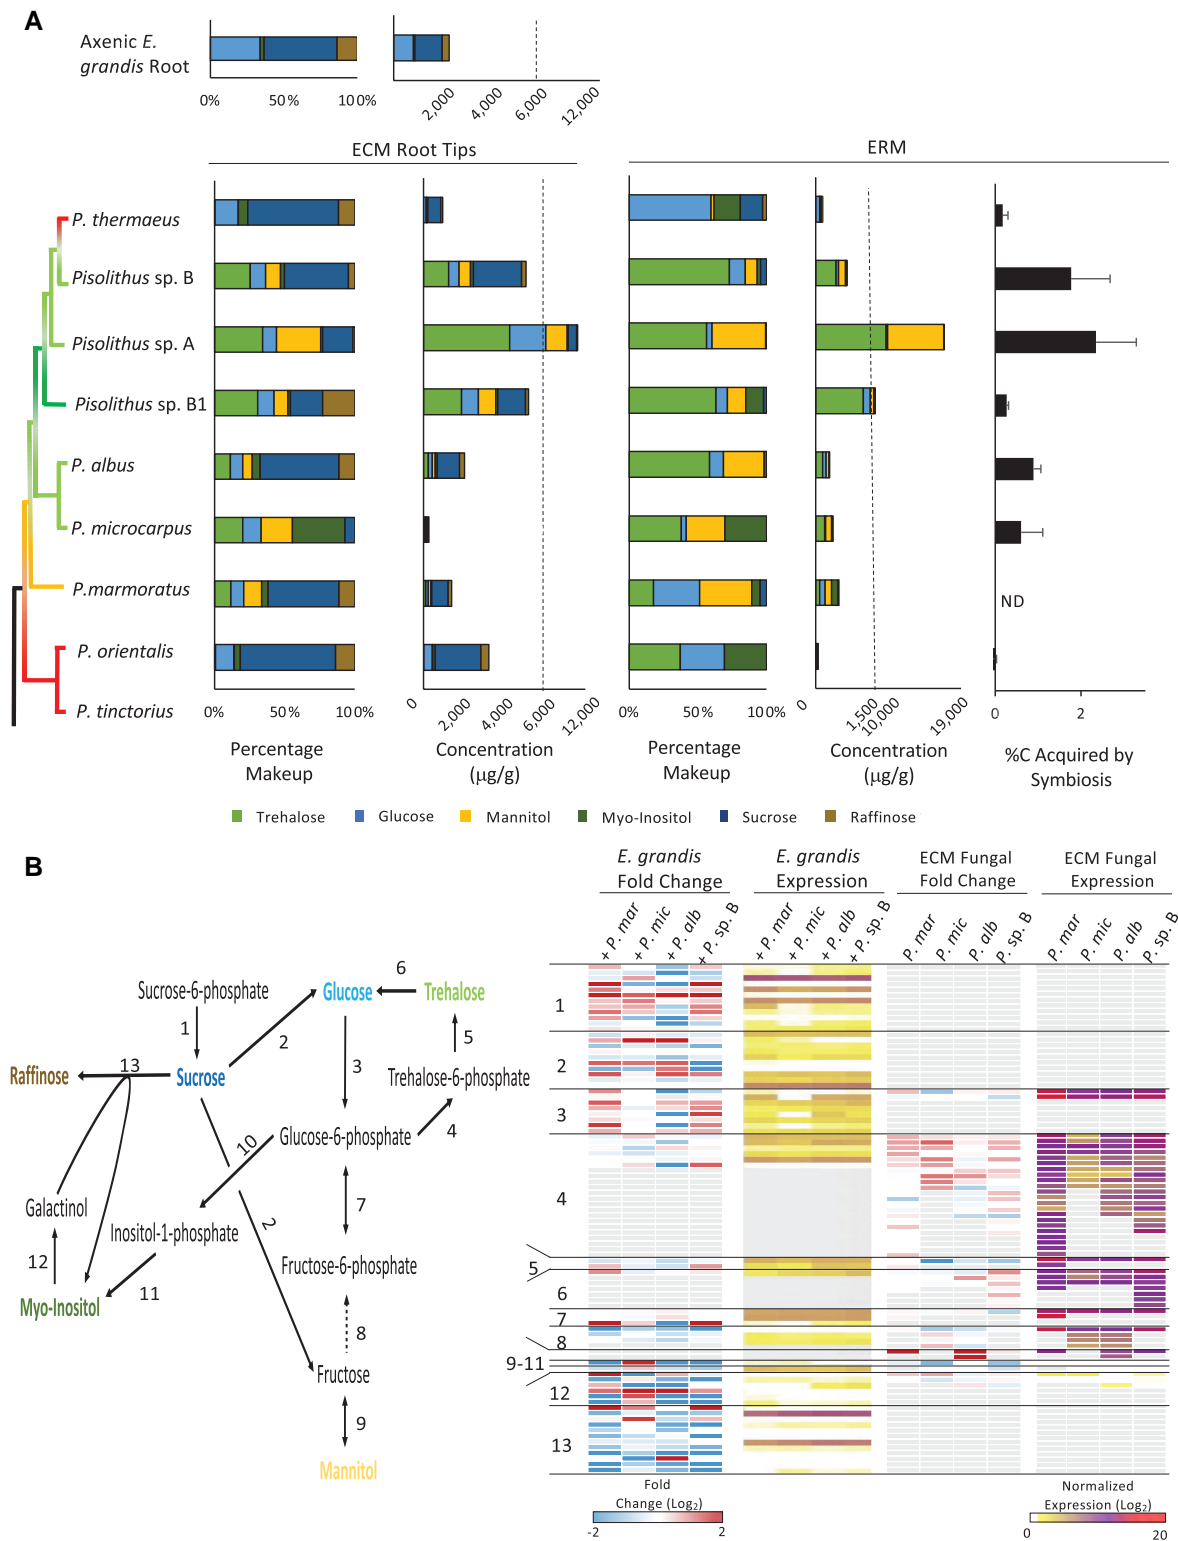 A
Axenic E.
grandis Root
0% 50% 100%
2,000 4,000 6,000 12,000
ECM Root Tips
ERM
P. thermaeus
Pisolithus sp. B
Pisolithus sp. A
Pisolithus sp. B1
P. albus
P. microcarpus
P.marmoratus
ND
P. orientalis
P. tinctorius
0% 50% 100%
0 2,000 4,000 6,000 12,000
0% 50% 100%
0 1,500 10,000 19,000
0 2
Percentage
Makeup
Concentration
(µg/g)
Percentage
Makeup
Concentration
(µg/g)
%C Acquired by
Symbiosis
Trehalose Glucose Mannitol Myo-Inositol Sucrose Raffinose
B
E. grandis
Fold Change
E. grandis
Expression
ECM Fungal
Fold Change
ECM Fungal
Expression
+ P. mar + P. mic + P. alb + P. sp. B
+ P. mar + P. mic + P. alb + P. sp. B
P. mar P. mic P. alb P. sp. B
P. mar P. mic P. alb P. sp. B
Sucrose-6-phosphate
1
Glucose
6
Trehalose
2
5
Raffinose
13
Sucrose
3
Trehalose-6-phosphate
10
Glucose-6-phosphate
4
Galactinol
Inositol-1-phosphate
2
7
12
Fructose-6-phosphate
Myo-Inositol
11
8
Fructose
9
Mannitol
1
2
3
4
5
6
7
8
9-11
12
13
Fold
Change (Log2)
-2 2
Normalized
Expression (Log2)
0 20